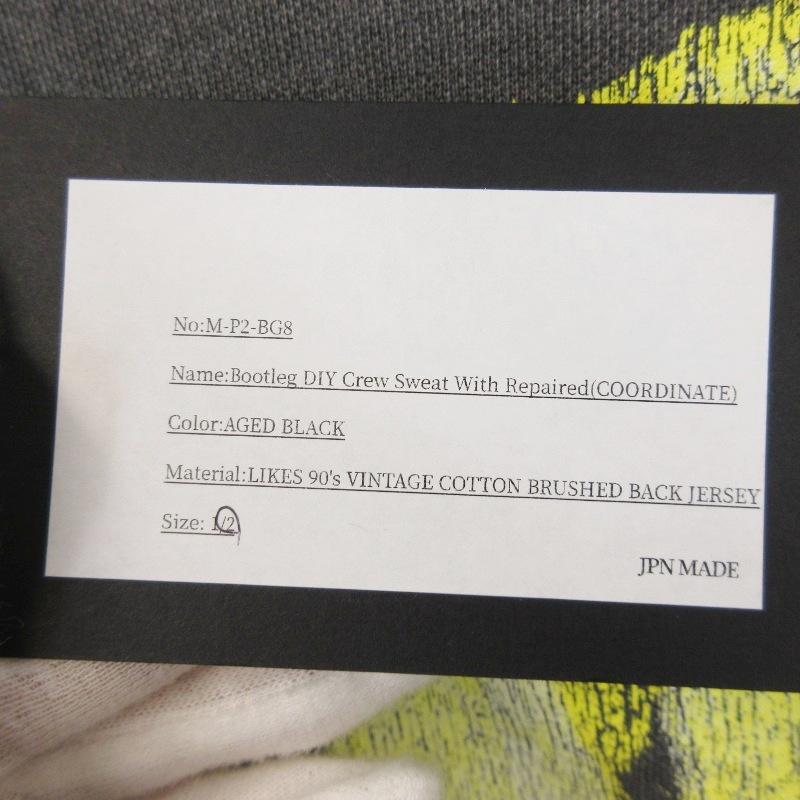 No:M-P2-BG8
Name:Bootleg DIY Crew Sweat With Repaired(COORDINATE)
Color:AGED BLACK
Material:LIKES 90's VINTAGE COTTON BRUSHED BACK JERSEY
Size: 1/2
JPN MADE